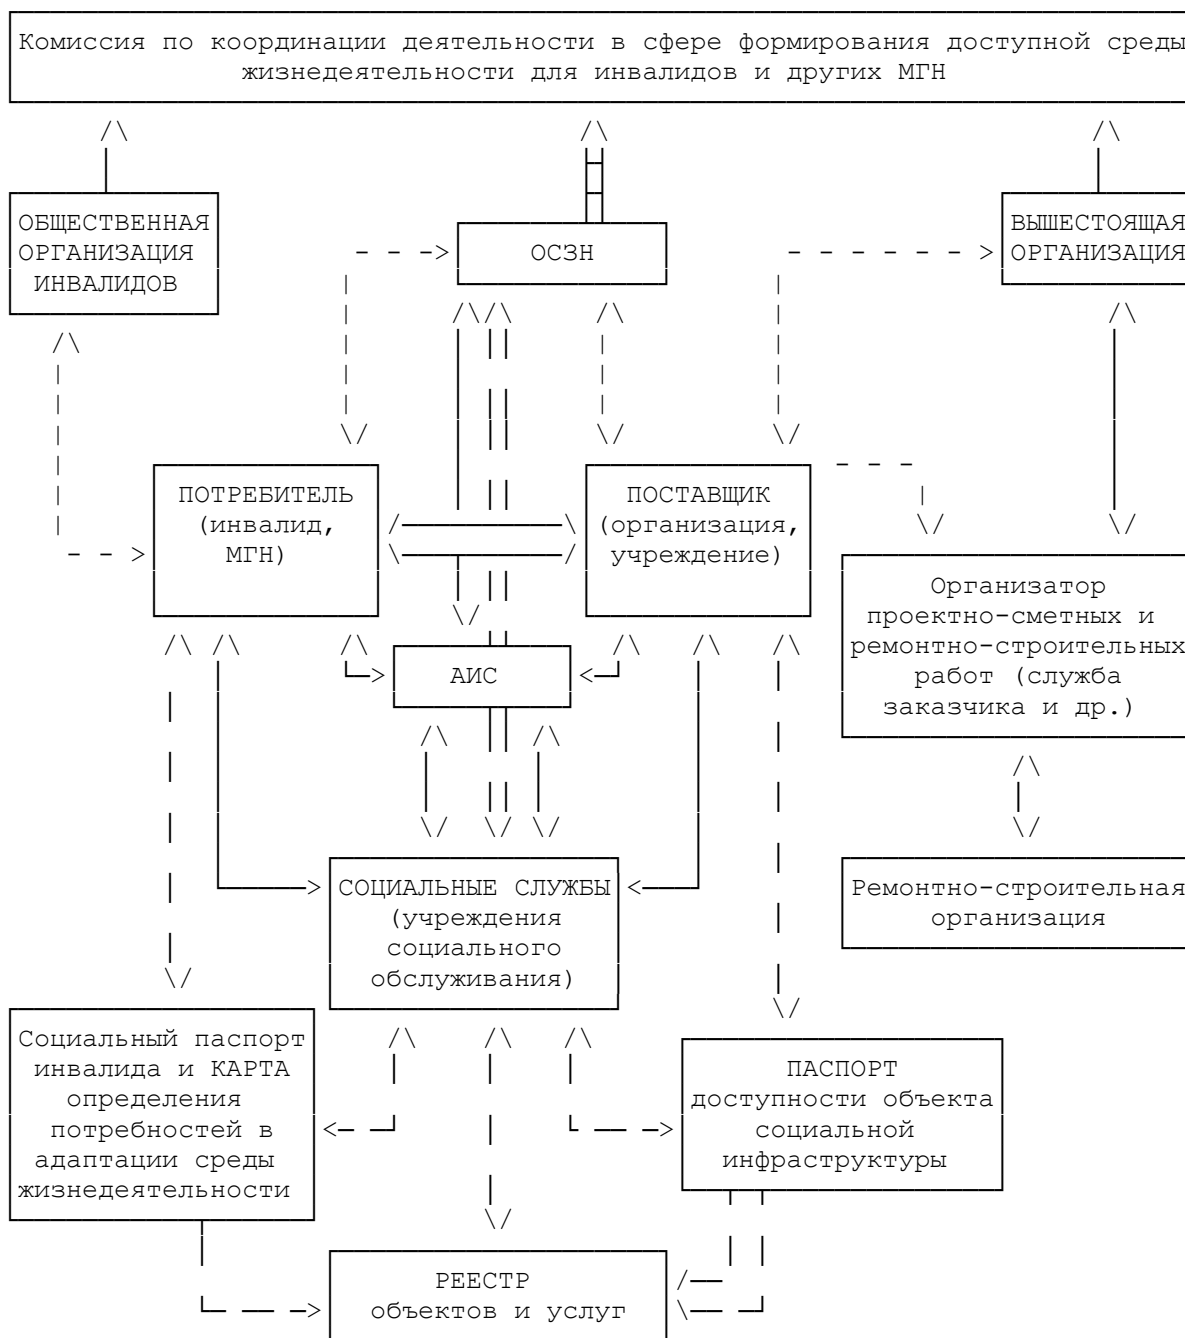 Комиссия по координации деятельности в сфере формирования доступной среды
жизнедеятельности для инвалидов и других МГН
ОБЩЕСТВЕННАЯ
ОРГАНИЗАЦИЯ
ИНВАЛИДОВ
ОСЗН
ВЫШЕСТОЯЩАЯ
ОРГАНИЗАЦИЯ
ПОТРЕБИТЕЛЬ
(инвалид,
МГН)
ПОСТАВЩИК
(организация,
учреждение)
Организатор
проектно-сметных и
ремонтно-строительных
работ (служба
заказчика и др.)
АИС
СОЦИАЛЬНЫЕ СЛУЖБЫ
(учреждения
социального
обслуживания)
Ремонтно-строительная
организация
Социальный паспорт
инвалида и КАРТА
определения
потребностей в
адаптации среды
жизнедеятельности
ПАСПОРТ
доступности объекта
социальной
инфраструктуры
РЕЕСТР
объектов и услуг